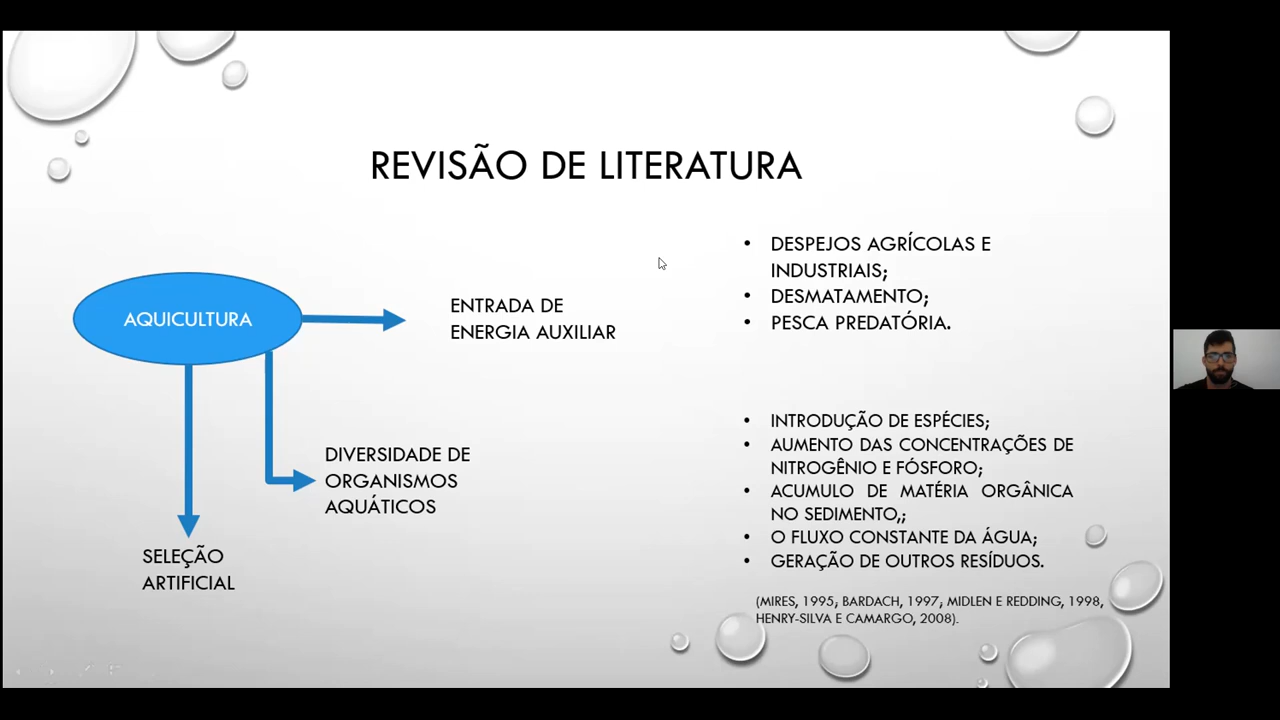 REVISÃO DE LITERATURA
AQUICULTURA
ENTRADA DE
ENERGIA AUXILIAR
DIVERSIDADE DE
ORGANISMOS
AQUÁTICOS
SELEÇÃO
ARTIFICIAL
• DESPEJOS AGRÍCOLAS E
INDUSTRIAIS;
• DESMATAMENTO;
• PESCA PREDATÓRIA.
• INTRODUÇÃO DE ESPÉCIES;
• AUMENTO DAS CONCENTRAÇÕES DE
NITROGÊNIO E FÓSFORO;
• ACUMULO DE MATÉRIA ORGÂNICA
NO SEDIMENTO,;
• O FLUXO CONSTANTE DA ÁGUA;
• GERAÇÃO DE OUTROS RESÍDUOS.
(MIRES, 1995; BARDACH, 1997; MIDLEN E REDDING, 1998,
HENRY-SILVA E CAMARGO, 2008).